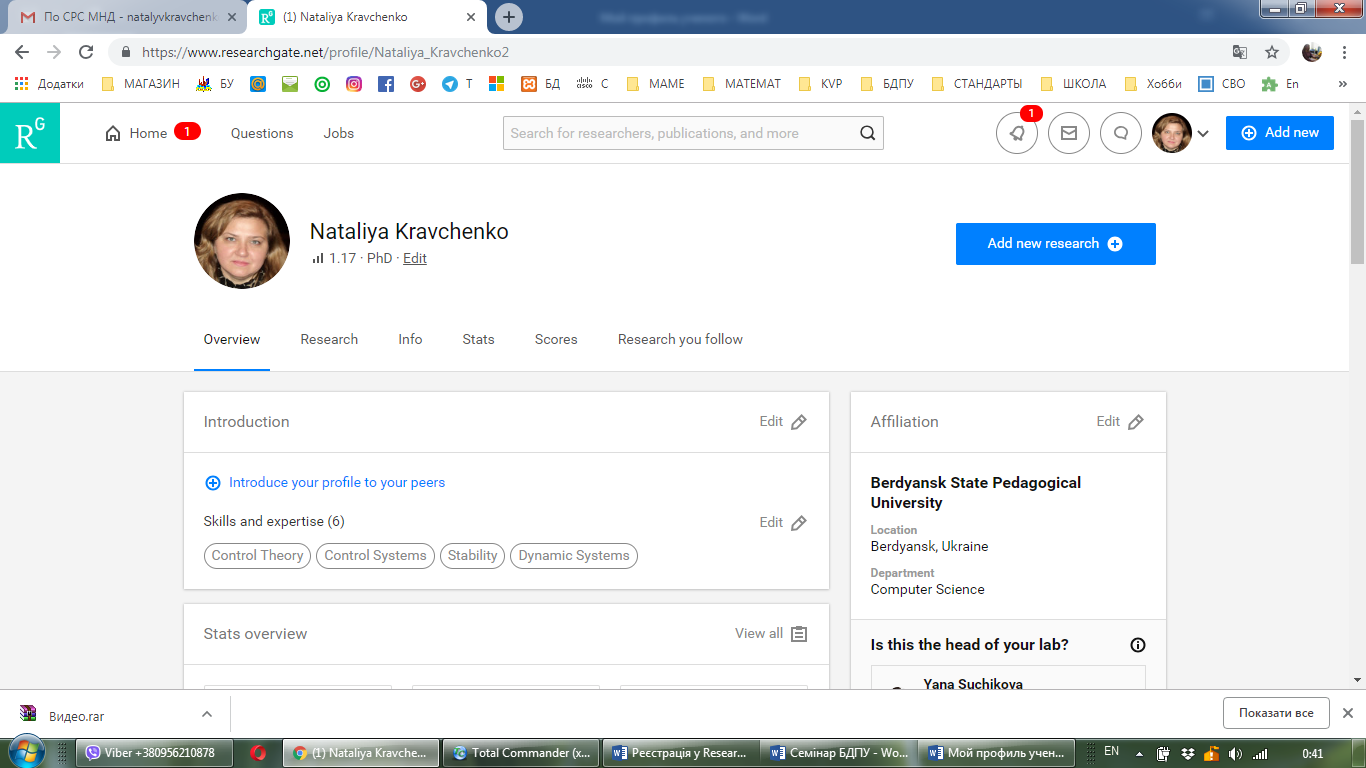 По СРС МНД - natalyvkravchenk
(1) Nataliya Kravchenko
https://www.researchgate.net/profile/Nataliya_Kravchenko2
Додатки МАГАЗИН БУ Т БД С МАМЕ МАТЕМАТ KVP БДПУ СТАНДАРТЫ ШКОЛА Хобби СВО En »
RG Home 1 Questions Jobs Search for researchers, publications, and more 1 Add new
Nataliya Kravchenko
1.17 · PhD · Edit
Add new research
Overview Research Info Stats Scores Research you follow
Introduction Edit
Introduce your profile to your peers
Skills and expertise (6) Edit
Control Theory Control Systems Stability Dynamic Systems
Stats overview View all
Affiliation Edit
Berdyansk State Pedagogical
University
Location
Berdyansk, Ukraine
Department
Computer Science
Is this the head of your lab?
Yana Suchikova
Видео.rar
Показати все
Viber +380956210878 (1) Nataliya Kravche... Total Commander (x... Реєстрація у Resear... Семінар БДПУ - Wo... Мой профиль учен... EN 0:41